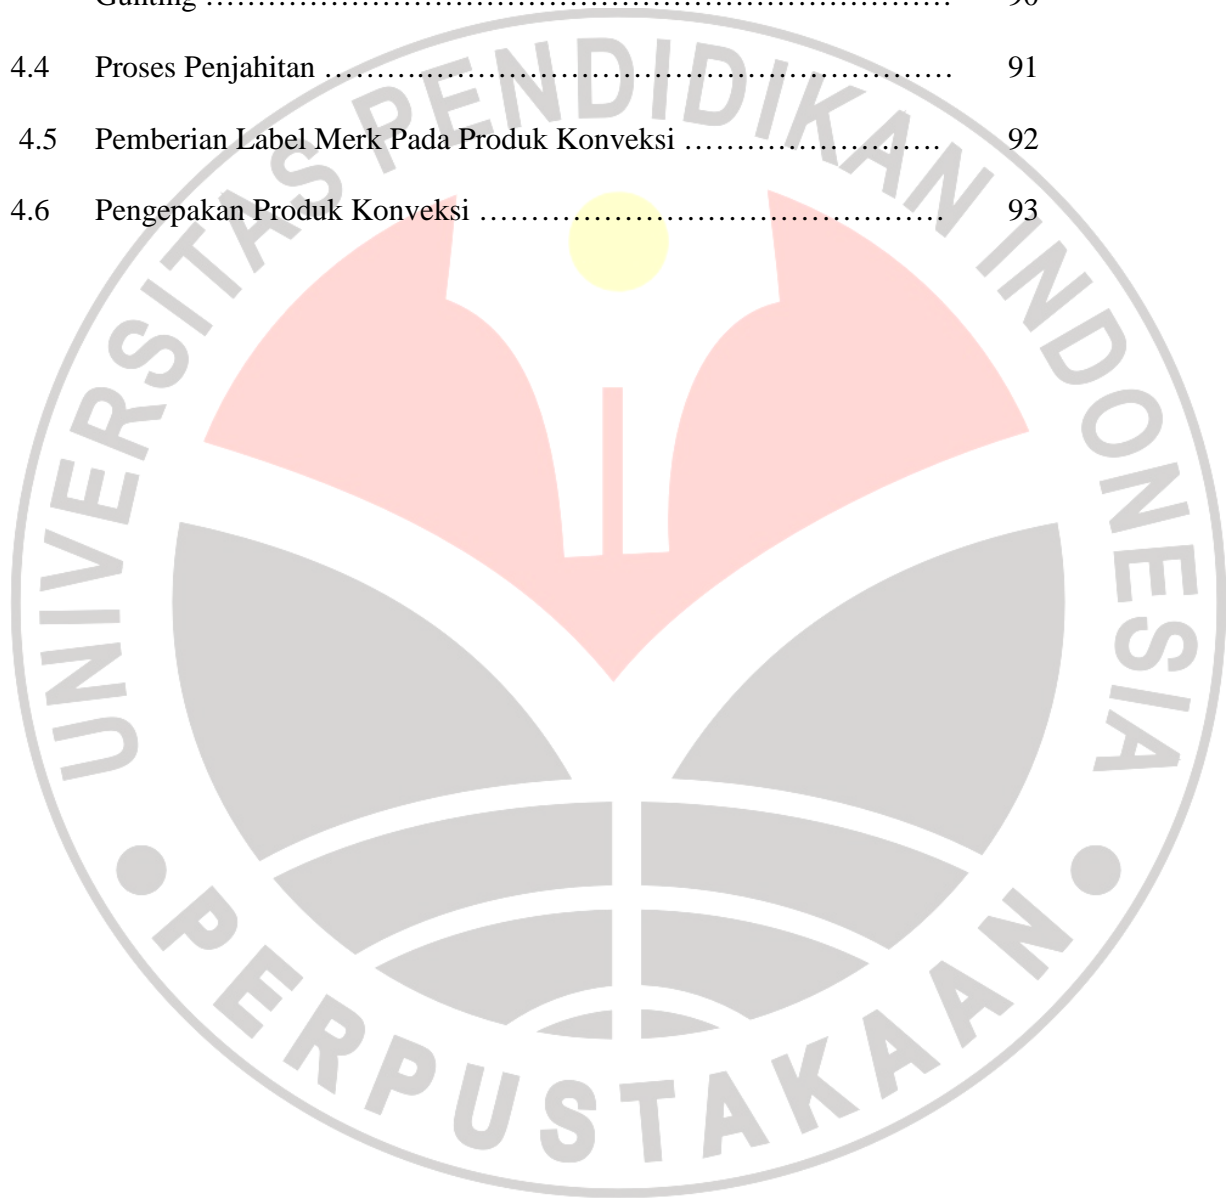 Gunting ………………………………………………………………… 90
4.4 Proses Penjahitan ……………………………………………………… 91
4.5 Pemberian Label Merk Pada Produk Konveksi ……………………. 92
4.6 Pengepakan Produk Konveksi ……………………………………… 93
UNIVERSITAS PENDIDIKAN INDONESIA
PERPUSTAKAAN